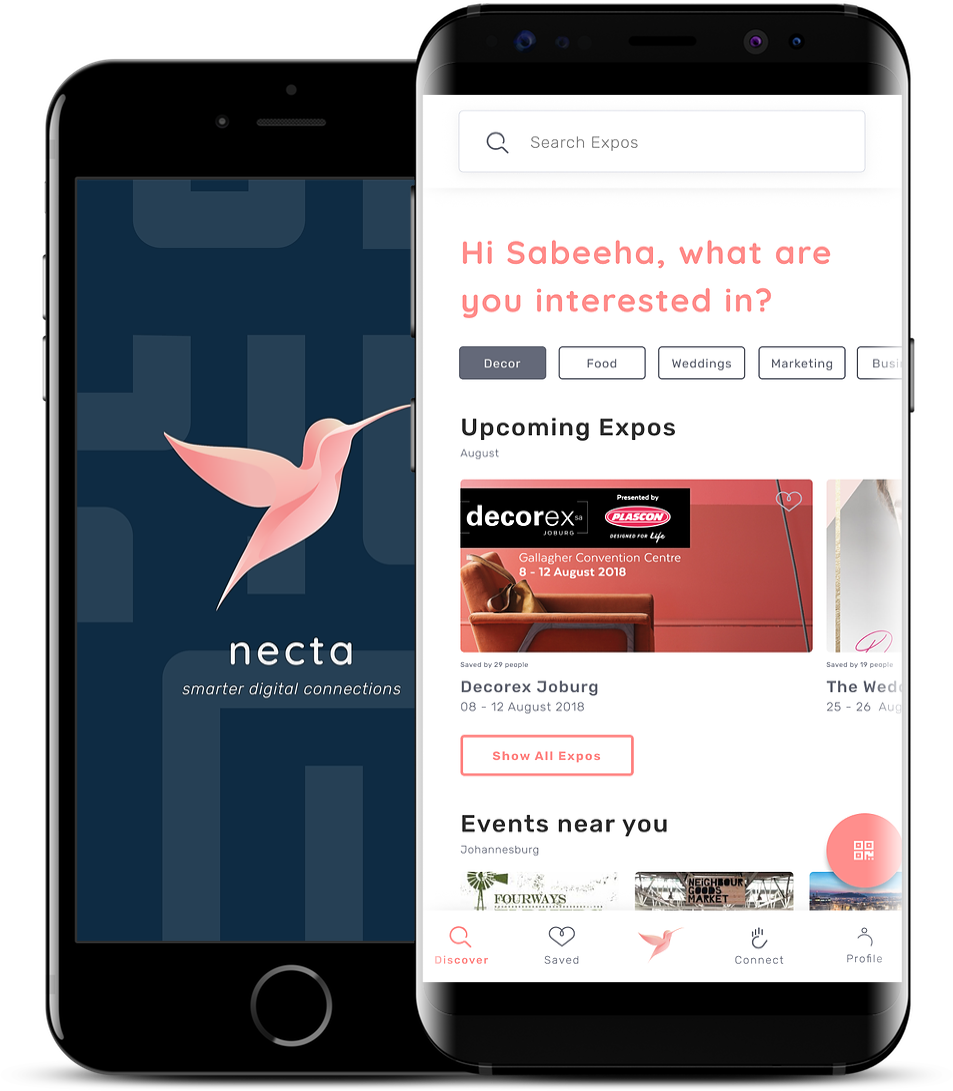 necta
smarter digital connections
Search Expos
Hi Sabeeha, what are
you interested in?
Decor
Food
Weddings
Marketing
Busi
Upcoming Expos
August
decorex sa
JOBURG
Presented by
PLASCON
DESIGNED FOR Life
Gallagher Convention Centre
8 - 12 August 2018
Saved by 29 people
Saved by 19 people
Decorex Joburg
The Wedd
08 - 12 August 2018
25 - 26 Aug
Show All Expos
Events near you
Johannesburg
FOURWAYS
NEIGHBOUR
GOODS
MARKET
Discover
Saved
Connect
Profile